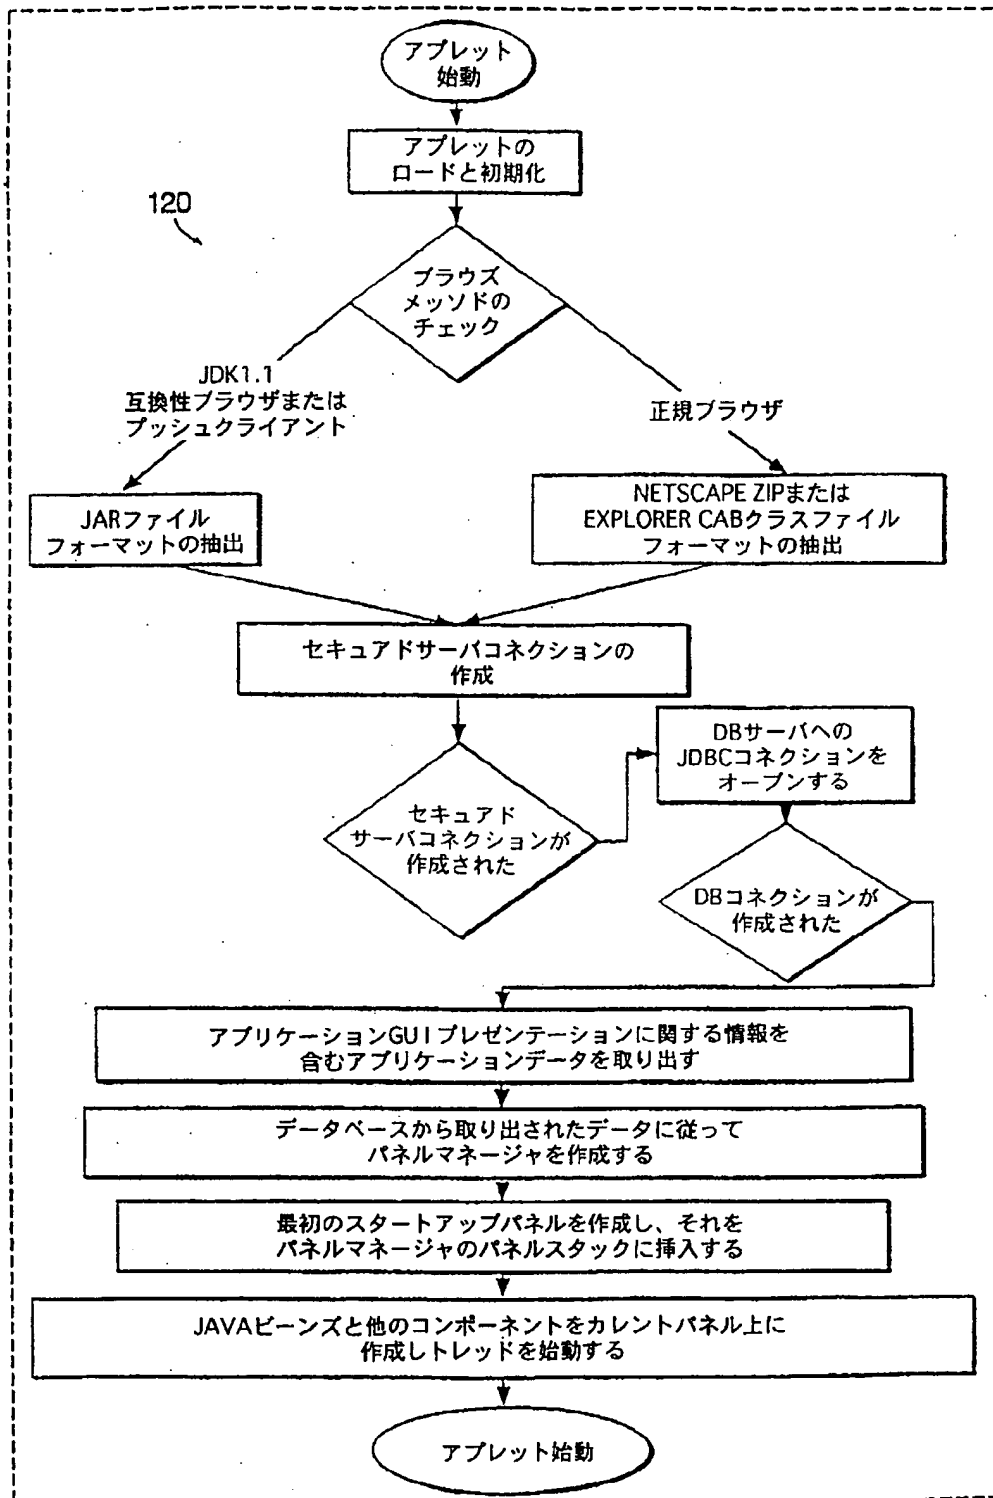 アプレット
始動
アプレットの
ロードと初期化
120
ブラウズ
メッソドの
チェック
JDK1.1
互換性ブラウザまたは
プッシュクライアント
正規ブラウザ
JARファイル
フォーマットの抽出
NETSCAPE ZIPまたは
EXPLORER CABクラスファイル
フォーマットの抽出
セキュアドサーバコネクションの
作成
DBサーバへの
JDBCコネクションを
オープンする
セキュアド
サーバコネクションが
作成された
DBコネクションが
作成された
アプリケーションGUIプレゼンテーションに関する情報を
含むアプリケーションデータを取り出す
データベースから取り出されたデータに従って
パネルマネージャを作成する
最初のスタートアップパネルを作成し、それを
パネルマネージャのパネルスタックに挿入する
JAVAビーンズと他のコンポーネントをカレントパネル上に
作成しトレッドを始動する
アプレット始動